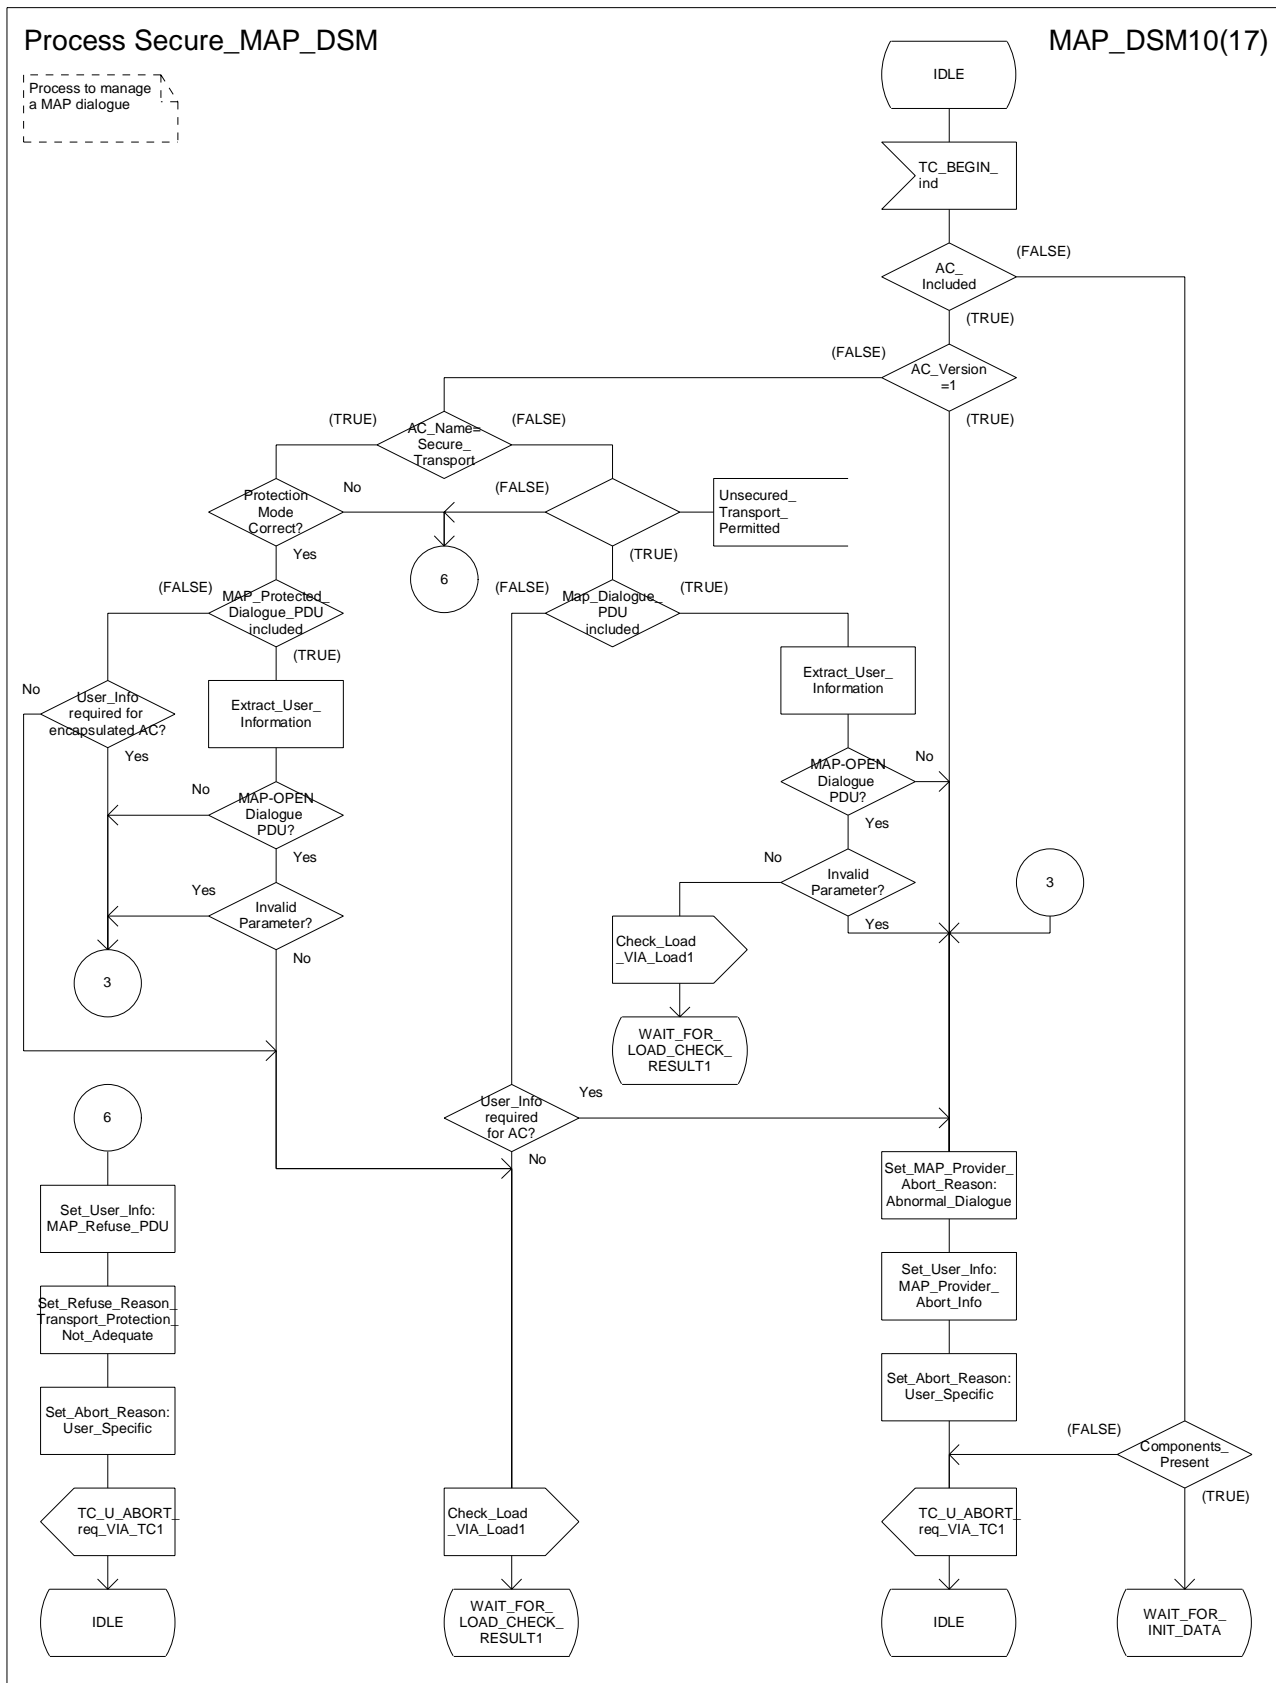 Process Secure_MAP_DSM
MAP_DSM10(17)
Process to manage
a MAP dialogue
IDLE
TC_BEGIN_
ind
(FALSE)
AC_
Included
(TRUE)
(FALSE)
AC_Version
=1
(TRUE)
(TRUE)
AC_Name=
Secure_
Transport
(FALSE)
Protection
Mode
Correct?
No
(FALSE)
Unsecured_
Transport_
Permitted
Yes
(TRUE)
6
(FALSE)
MAP_Protected_
Dialogue_PDU
included
(TRUE)
(FALSE)
Map_Dialogue_
PDU
included
(TRUE)
No
User_Info
required for
encapsulated AC?
Yes
Extract_User_
Information
Extract_User_
Information
No
MAP-OPEN
Dialogue
PDU?
Yes
MAP-OPEN
Dialogue
PDU?
No
Yes
Yes
Invalid
Parameter?
No
No
Invalid
Parameter?
Yes
3
3
Check_Load
_VIA_Load1
WAIT_FOR_
LOAD_CHECK_
RESULT1
6
User_Info
required
for AC?
Yes
No
Set_User_Info:
MAP_Refuse_PDU
Set_MAP_Provider_
Abort_Reason:
Abnormal_Dialogue
Set_Refuse_Reason_
Transport_Protection_
Not_Adequate
Set_User_Info:
MAP_Provider_
Abort_Info
Set_Abort_Reason:
User_Specific
Set_Abort_Reason:
User_Specific
(FALSE)
Components_
Present
(TRUE)
TC_U_ABORT_
req_VIA_TC1
Check_Load
_VIA_Load1
TC_U_ABORT_
req_VIA_TC1
IDLE
WAIT_FOR_
LOAD_CHECK_
RESULT1
IDLE
WAIT_FOR_
INIT_DATA